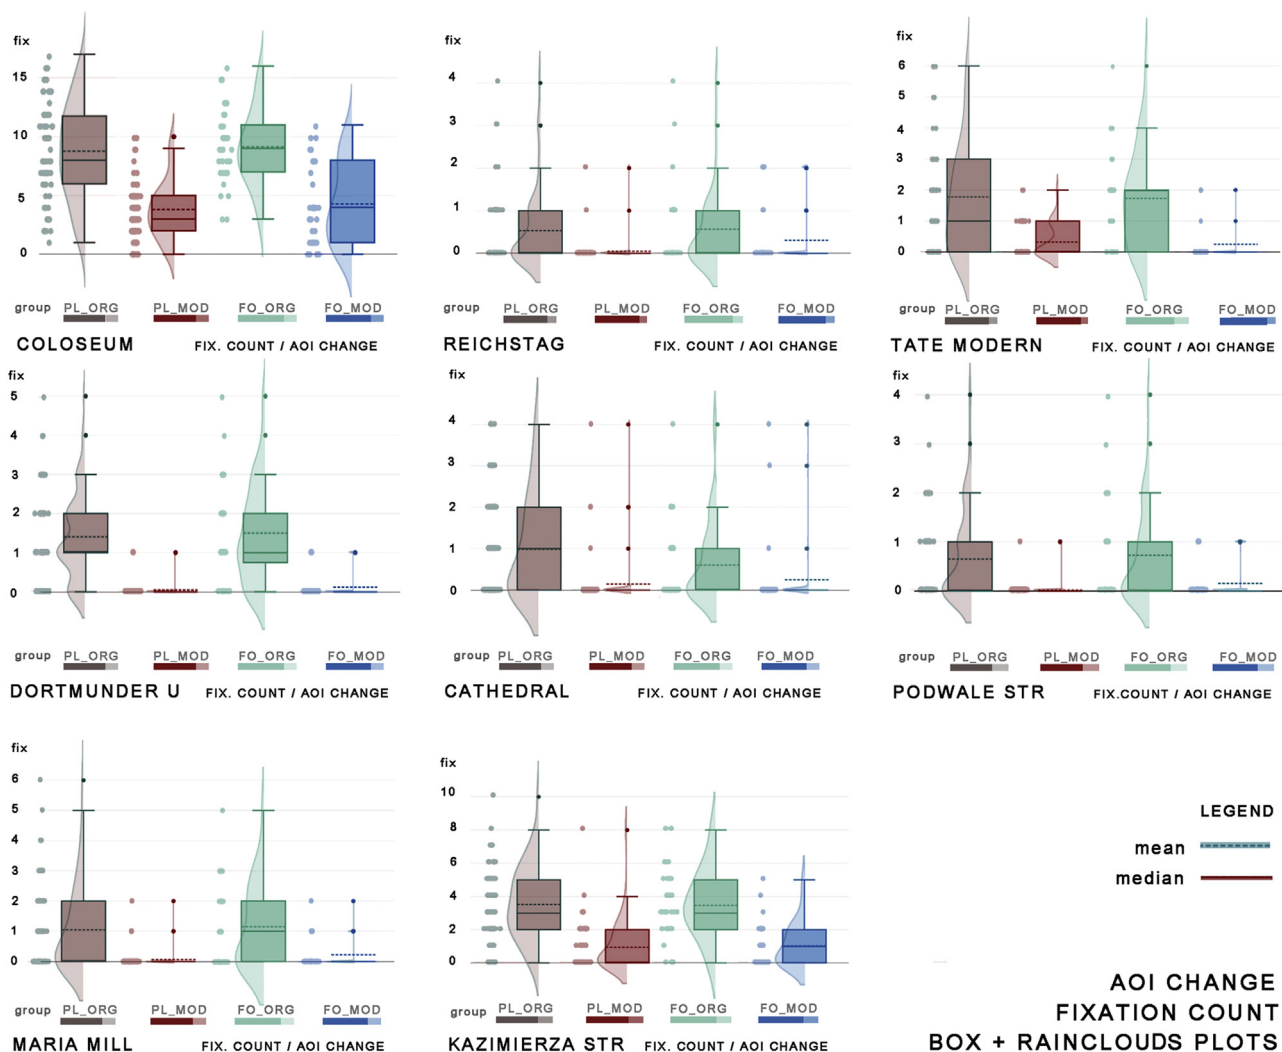 fix
15
10
5
0
group PL_ORG PL_MOD FO_ORG FO_MOD
COLOSEUM FIX. COUNT / AOI CHANGE
fix
4
3
2
1
0
group PL_ORG PL_MOD FO_ORG FO_MOD
REICHSTAG FIX. COUNT / AOI CHANGE
fix
6
5
4
3
2
1
0
group PL_ORG PL_MOD FO_ORG FO_MOD
TATE MODERN FIX. COUNT / AOI CHANGE
fix
5
4
3
2
1
0
group PL_ORG PL_MOD FO_ORG FO_MOD
DORTMUNDER U FIX. COUNT / AOI CHANGE
fix
4
3
2
1
0
group PL_ORG PL_MOD FO_ORG FO_MOD
CATHEDRAL FIX. COUNT / AOI CHANGE
fix
4
3
2
1
0
group PL_ORG PL_MOD FO_ORG FO_MOD
PODWALE STR FIX.COUNT / AOI CHANGE
fix
6
5
4
3
2
1
0
group PL_ORG PL_MOD FO_ORG FO_MOD
MARIA MILL FIX. COUNT / AOI CHANGE
fix
10
8
6
4
2
0
group PL_ORG PL_MOD FO_ORG FO_MOD
KAZIMIERZA STR FIX. COUNT / AOI CHANGE
LEGEND
mean
median
AOI CHANGE
FIXATION COUNT
BOX + RAINCLOUDS PLOTS